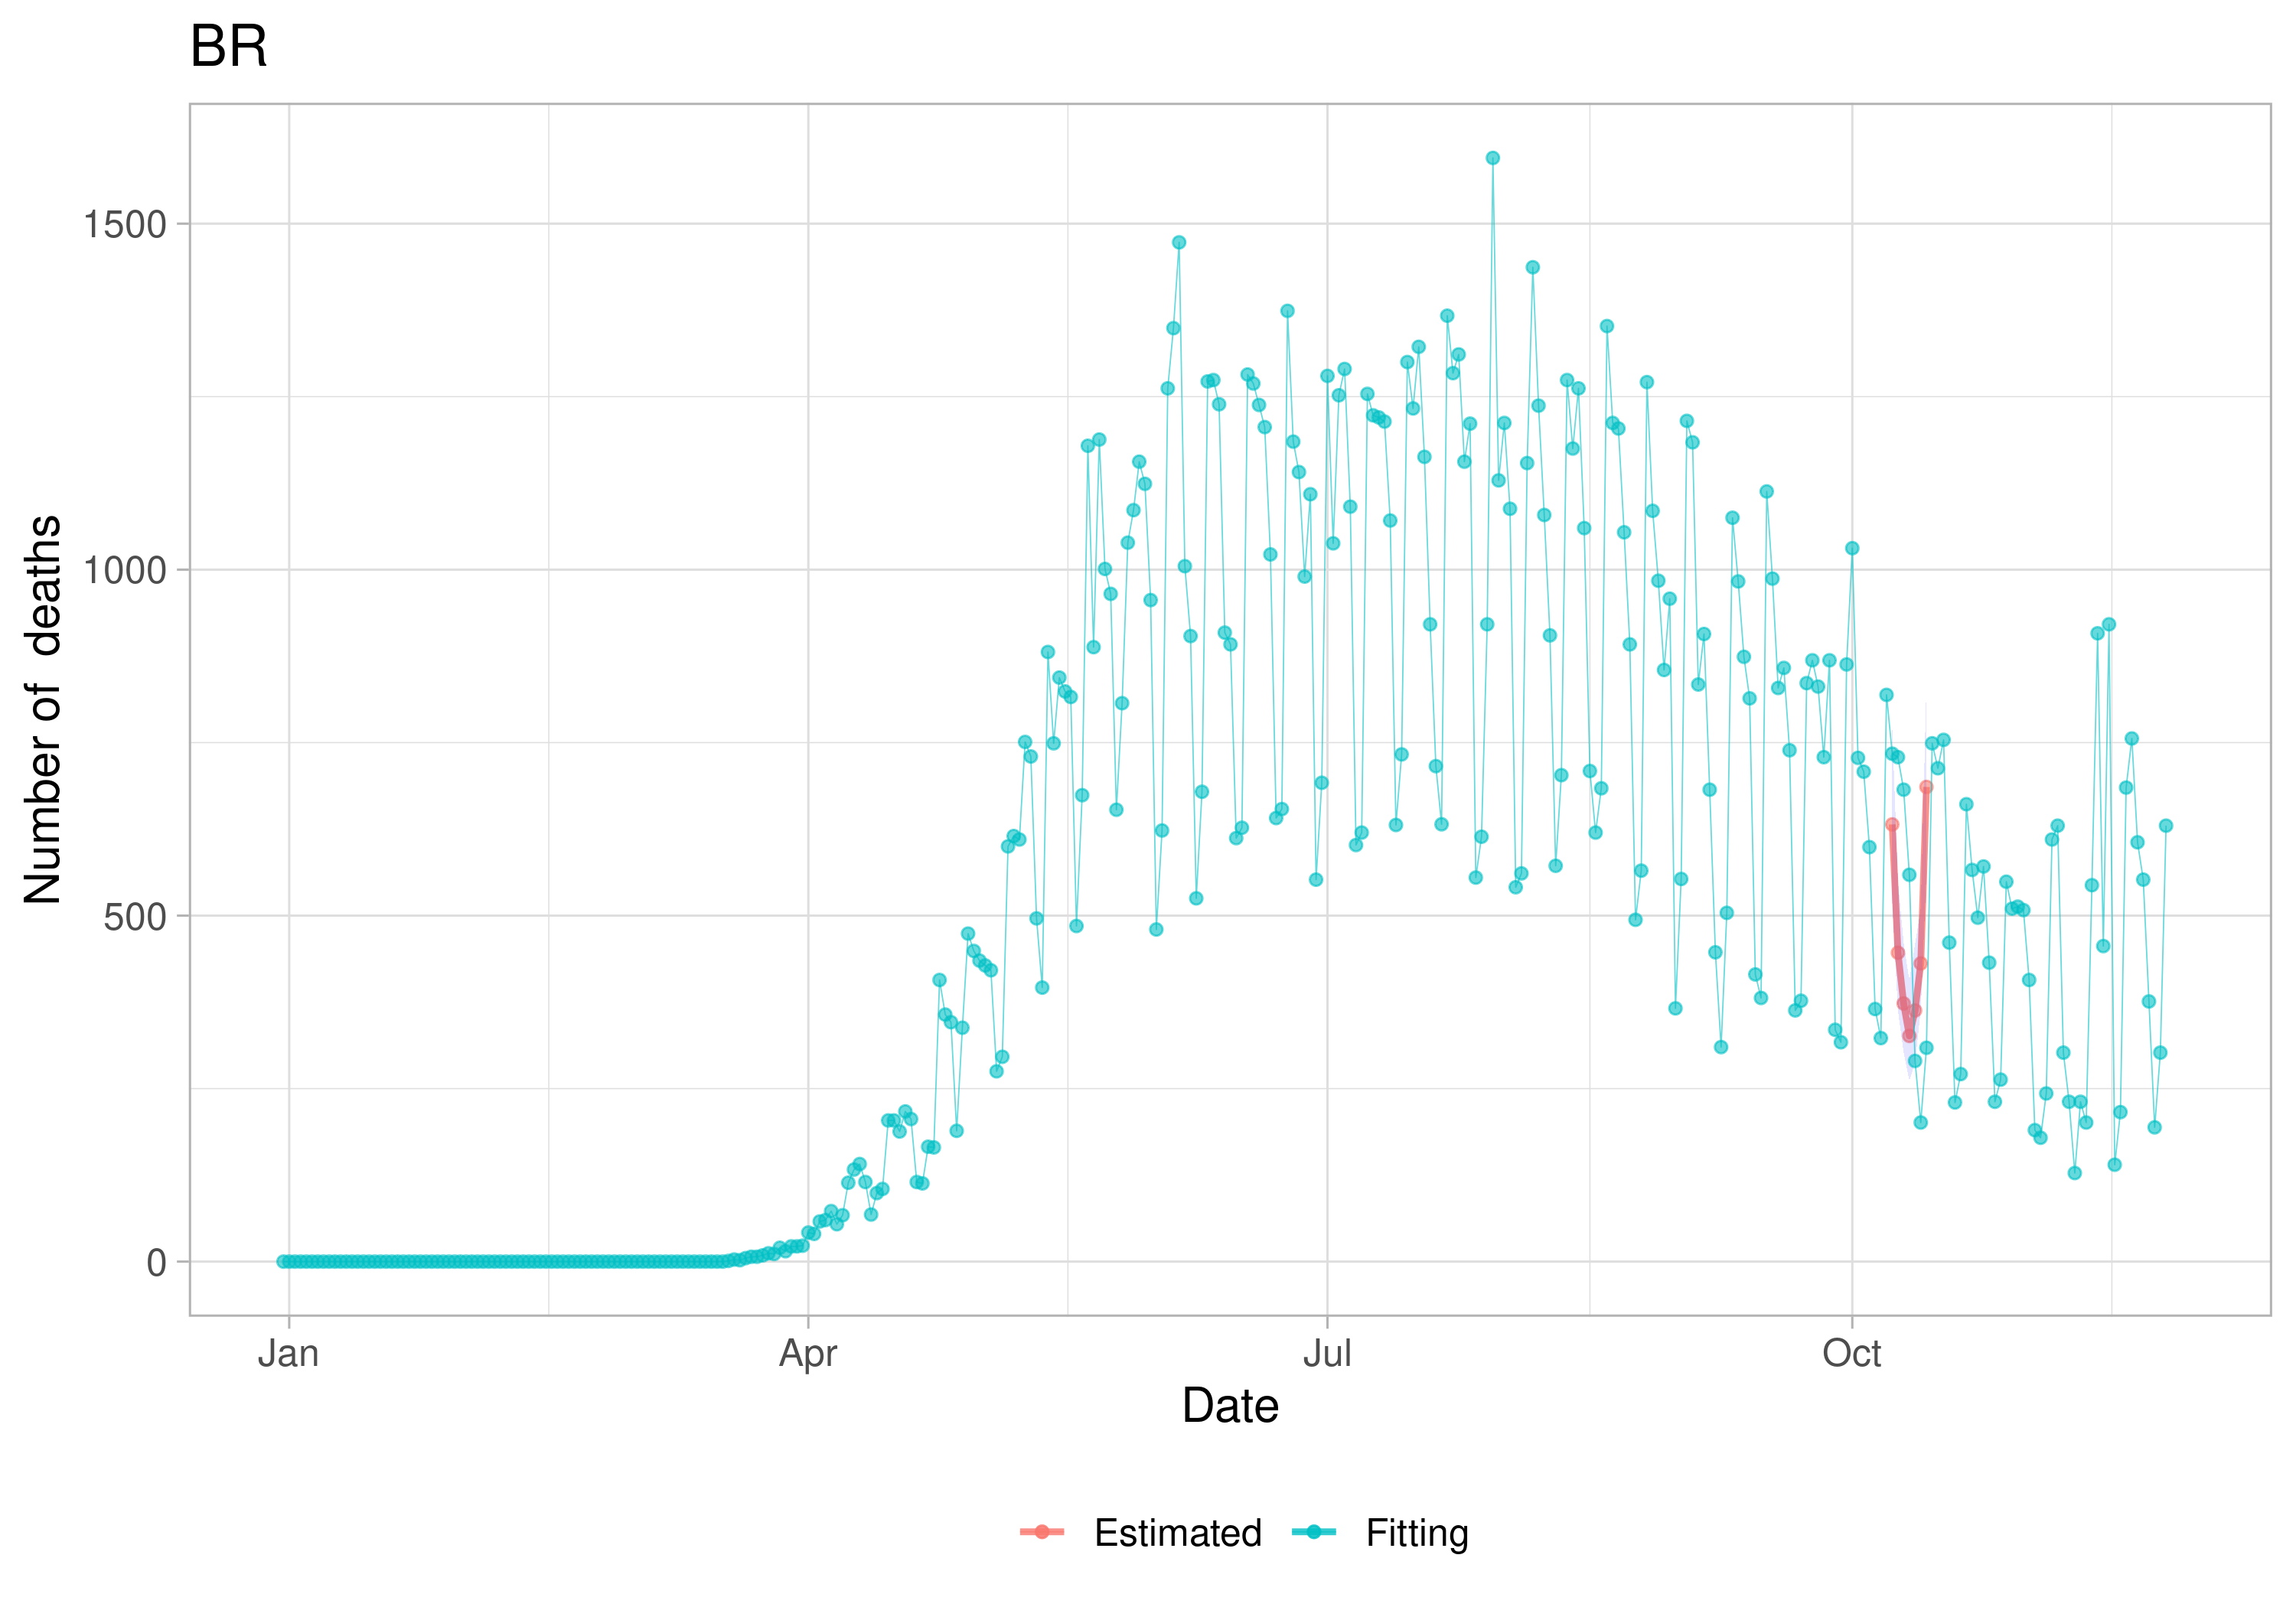 BR
1500
1000
500
0
Number of deaths
Jan Apr Jul Oct
Date
Estimated Fitting